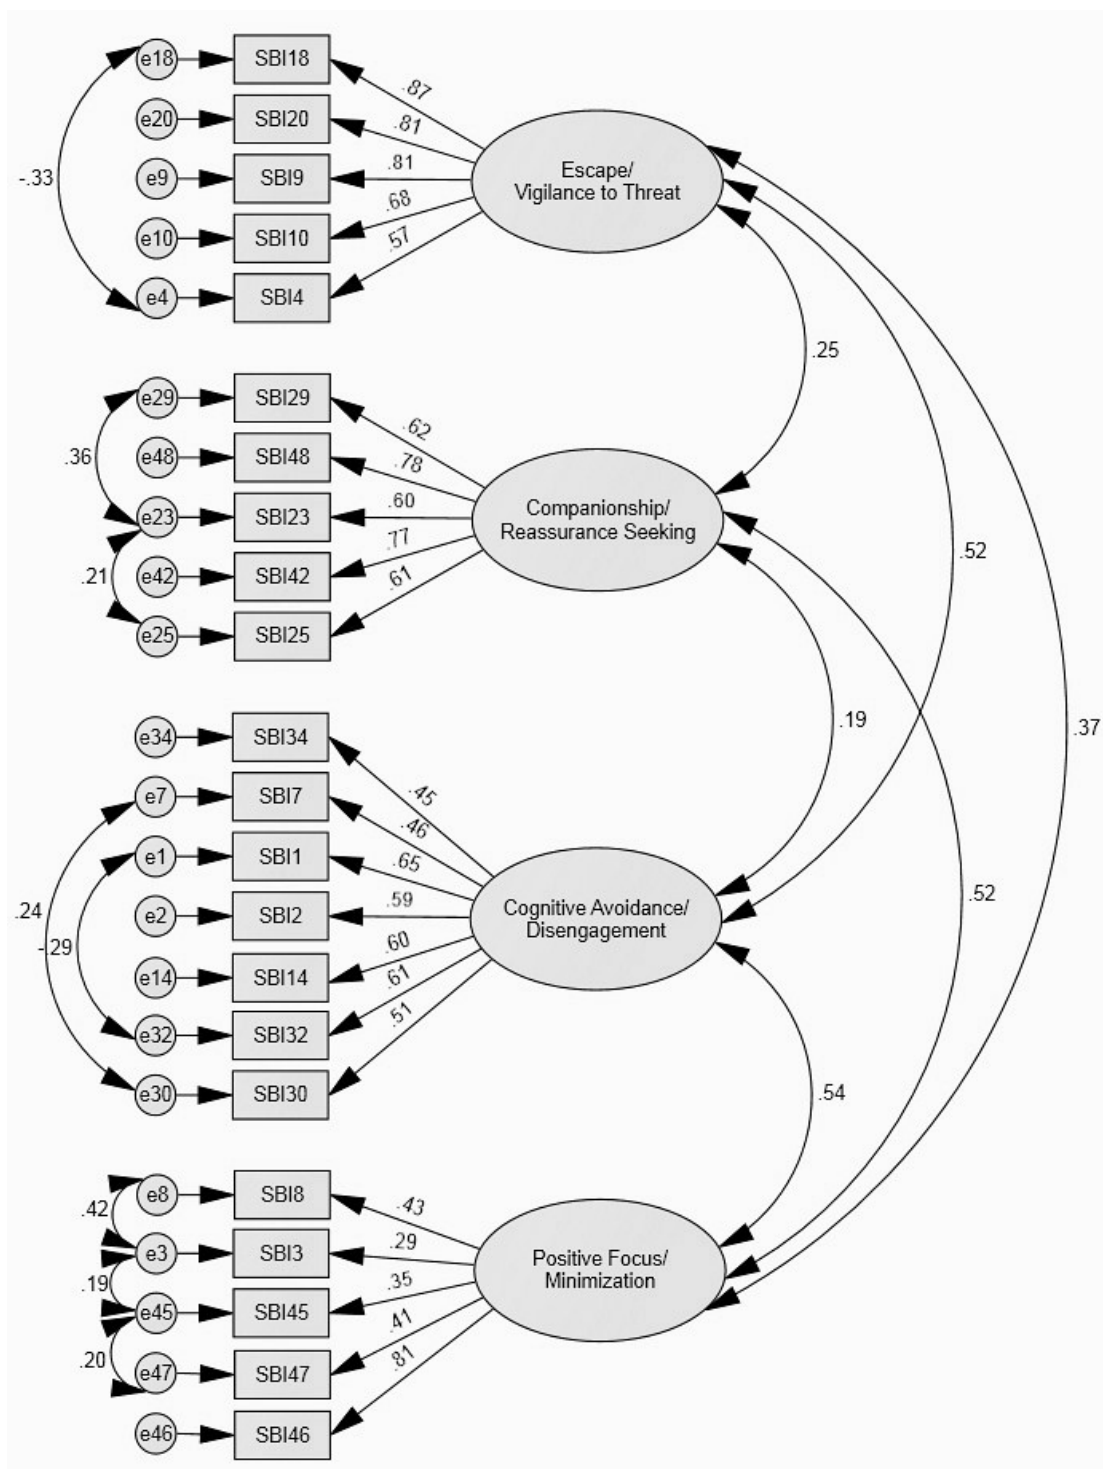 e18
SBI18
.87
e20
SBI20
.81
e9
SBI9
.81
Escape/
Vigilance to Threat
-.33
e10
SBI10
.68
e4
SBI4
.57
.25
e29
SBI29
.62
.36
e48
SBI48
.78
e23
SBI23
.60
Companionship/
Reassurance Seeking
.21
e42
SBI42
.77
e25
SBI25
.61
.52
.19
.37
e34
SBI34
.45
e7
SBI7
.46
e1
SBI1
.65
.24
e2
SBI2
.59
Cognitive Avoidance/
Disengagement
-.29
e14
SBI14
.60
e32
SBI32
.61
e30
SBI30
.51
.52
.54
e8
SBI8
.43
.42
e3
SBI3
.29
.19
e45
SBI45
.35
Positive Focus/
Minimization
.20
e47
SBI47
.41
e46
SBI46
.81